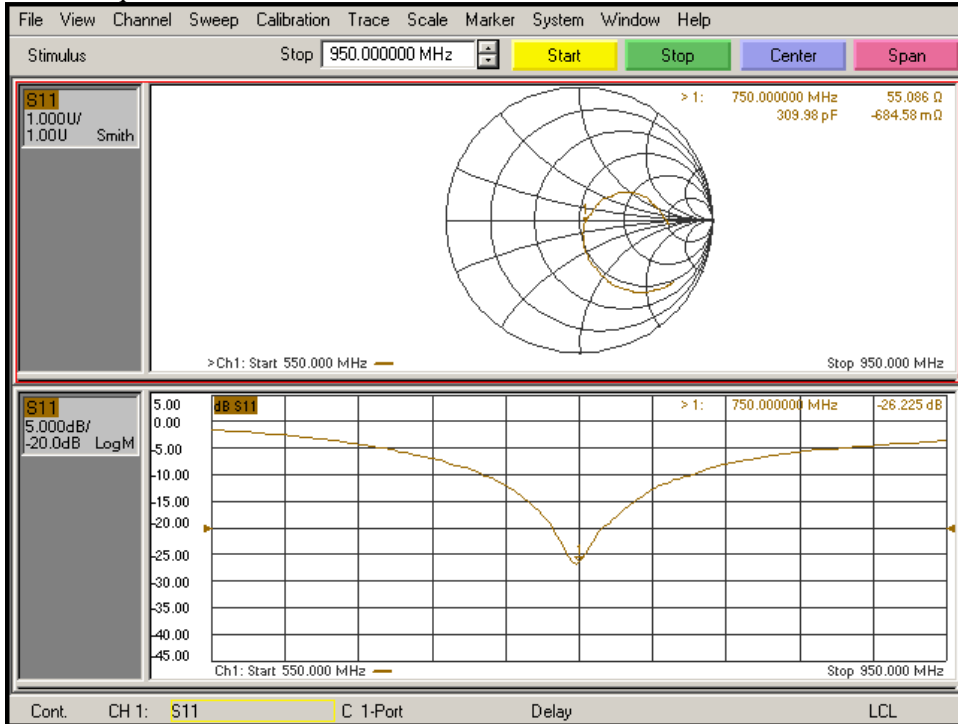 File View Channel Sweep Calibration Trace Scale Marker System Window Help
Stimulus Stop 950.000000 MHz Start Stop Center Span
S11
1.000U/
1.00U Smith
> 1: 750.000000 MHz 55.086 Ω
309.98 pF -684.58 mΩ
>Ch1: Start 550.000 MHz Stop 950.000 MHz
S11
5.000dB/
-20.0dB LogM
dB S11
> 1: 750.000000 MHz -26.225 dB
5.00
0.00
-5.00
-10.00
-15.00
-20.00
-25.00
-30.00
-35.00
-40.00
-45.00
1
Ch1: Start 550.000 MHz Stop 950.000 MHz
Cont. CH 1: S11 C 1-Port Delay LCL